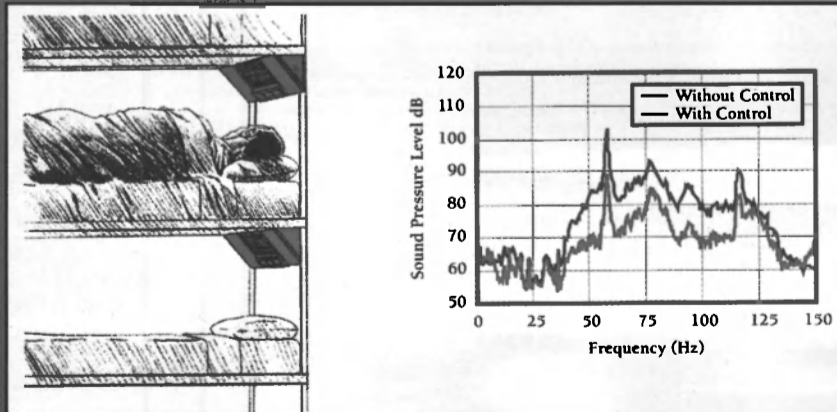 120
110
100
90
80
70
60
50
Sound Pressure Level dB
Without Control
With Control
0 25 50 75 100 125 150
Frequency (Hz)